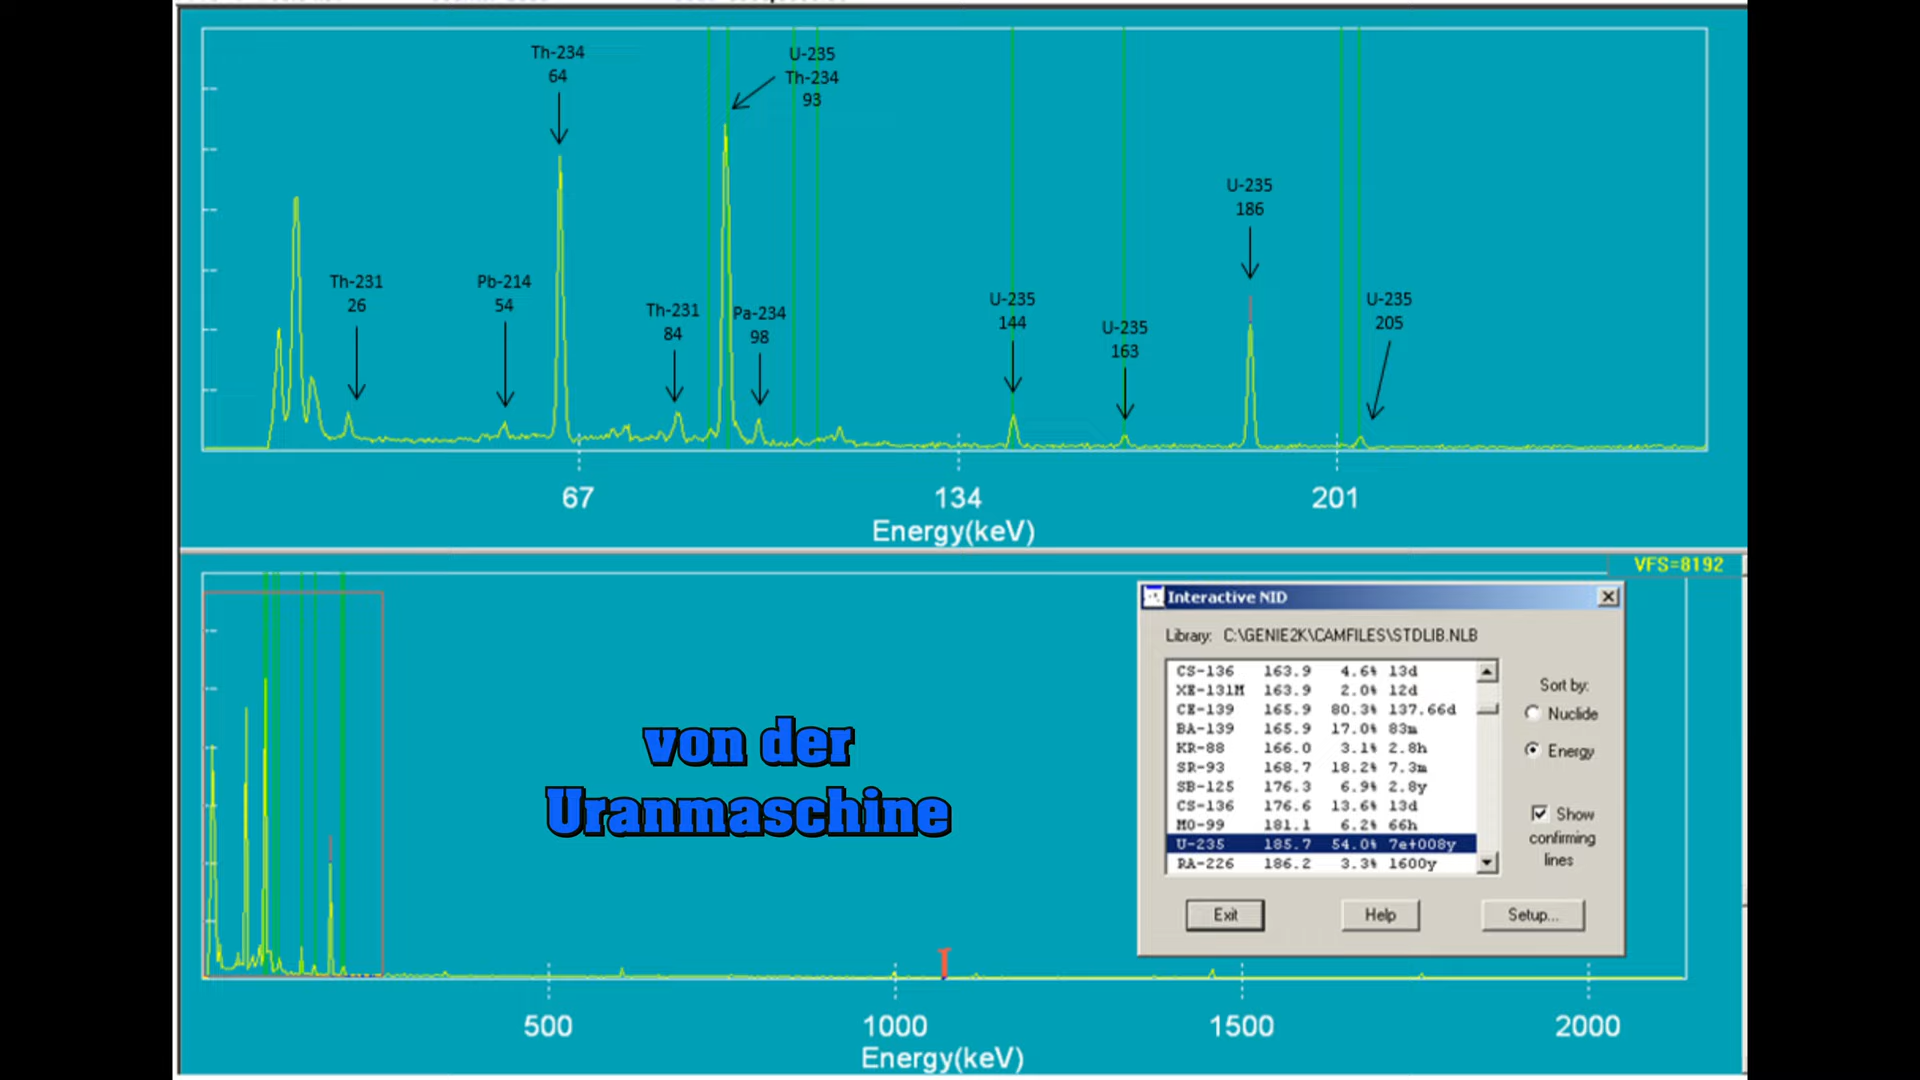 Th-234
64
U-235
Th-234
93
U-235
186
Th-231
26
Pb-214
54
Th-231
84
Pa-234
98
U-235
144
U-235
163
U-235
205
67
134
201
Energy(keV)
VFS=8192
Interactive NID
Library: C:\GENIE2K\CAMFILES\STDLIB.NLB
CS-136 163.9 4.6% 13d
XE-131M 163.9 2.0% 12d
CE-139 165.9 80.3% 137.66d
BA-139 165.9 17.0% 83m
KR-88 166.0 3.1% 2.8h
SR-93 168.7 18.2% 7.3m
SB-125 176.3 6.9% 2.8y
CS-136 176.6 13.6% 13d
MO-99 181.1 6.2% 66h
U-235 185.7 54.0% 7e+008y
RA-226 186.2 3.3% 1600y
Sort by:
Nuclide
Energy
Show
confirming
lines
Exit
Help
Setup...
von der
Uranmaschine
500
1000
1500
2000
Energy(keV)